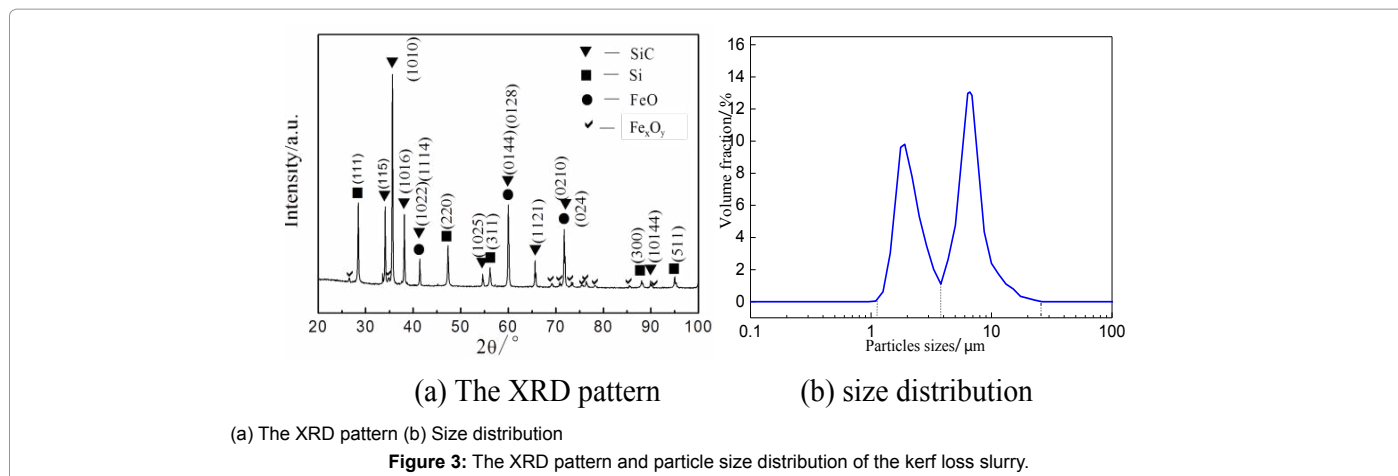 Intensity/a.u.
▼ — SiC
■ — Si
● — FeO
✓ — FexOy
(111)
(115)
(1010)
(1016)
(1022)(1114)
(220)
(1025)
(311)
(0144)(0128)
(1121)
(0210)
(024)
(300)
(10144)
(511)
20 30 40 50 60 70 80 90 100
2θ/°
(a) The XRD pattern
Volume fraction/%
16
14
12
10
8
6
4
2
0
0.1 1 10 100
Particles sizes/ μm
(b) size distribution
(a) The XRD pattern (b) Size distribution
Figure 3: The XRD pattern and particle size distribution of the kerf loss slurry.